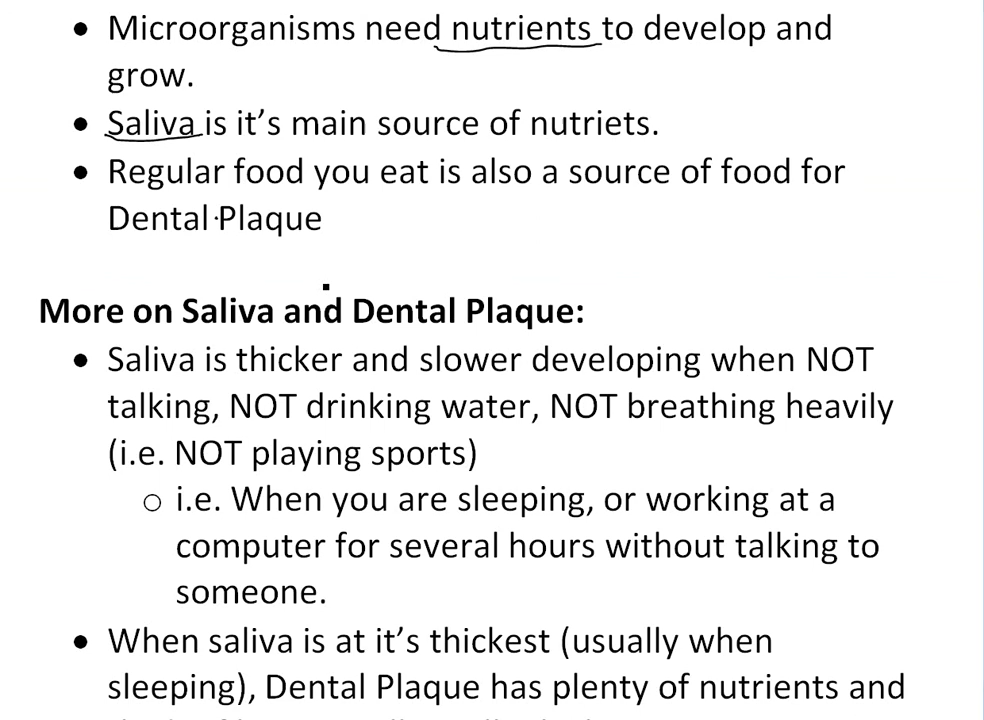 • Microorganisms need nutrients to develop and
grow.
• Saliva is it’s main source of nutriets.
• Regular food you eat is also a source of food for
Dental Plaque
More on Saliva and Dental Plaque:
• Saliva is thicker and slower developing when NOT
talking, NOT drinking water, NOT breathing heavily
(i.e. NOT playing sports)
o i.e. When you are sleeping, or working at a
computer for several hours without talking to
someone.
• When saliva is at it’s thickest (usually when
sleeping), Dental Plaque has plenty of nutrients and